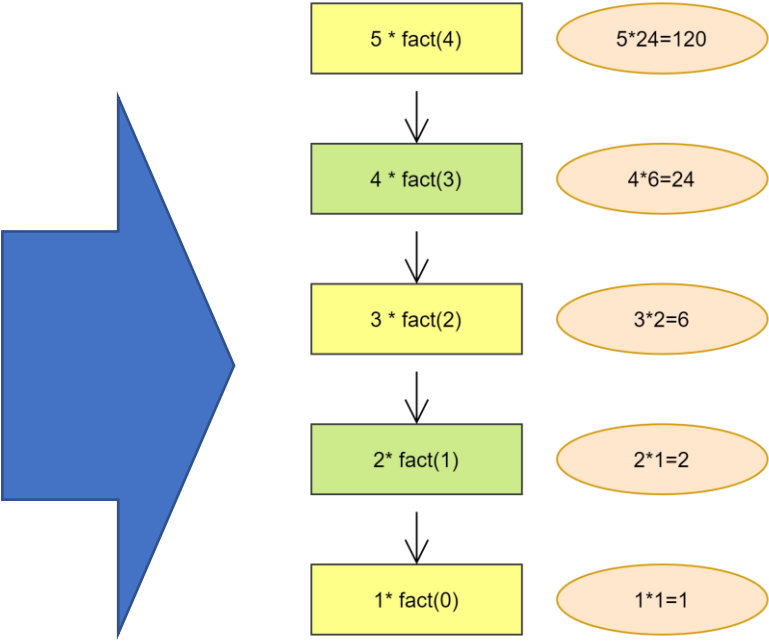 5 * fact(4)
5*24=120
4 * fact(3)
4*6=24
3 * fact(2)
3*2=6
2* fact(1)
2*1=2
1* fact(0)
1*1=1